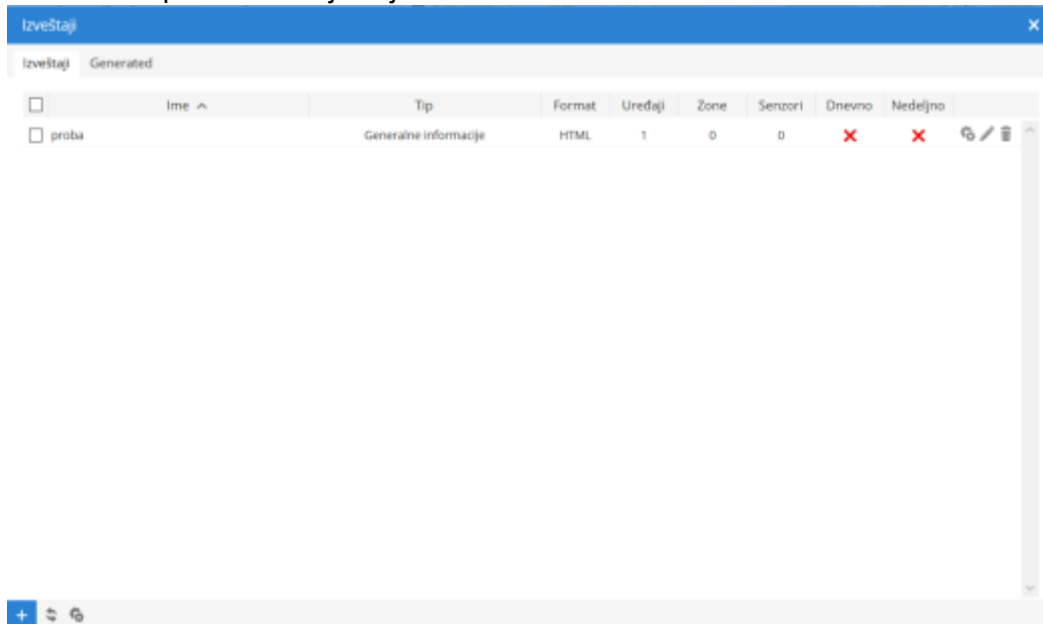 Izveštaji
Izveštaji Generated
Ime Tip Format Uređaji Zone Senzori Dnevno Nedeljno
proba Generalne informacije HTML 1 0 0